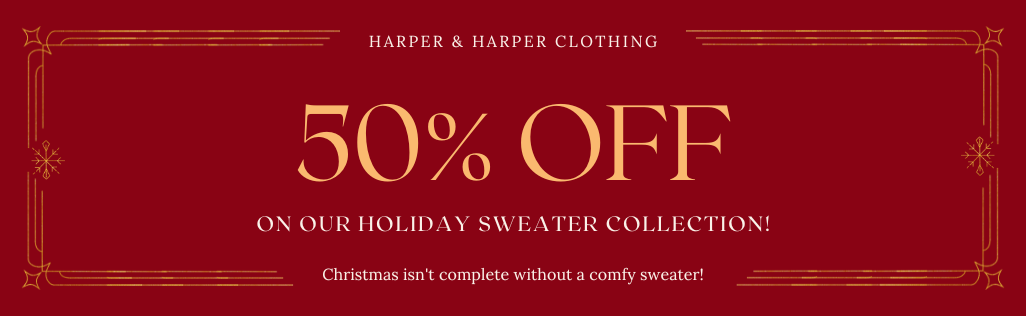 HARPER & HARPER CLOTHING
50% OFF
ON OUR HOLIDAY SWEATER COLLECTION!
Christmas isn't complete without a comfy sweater!